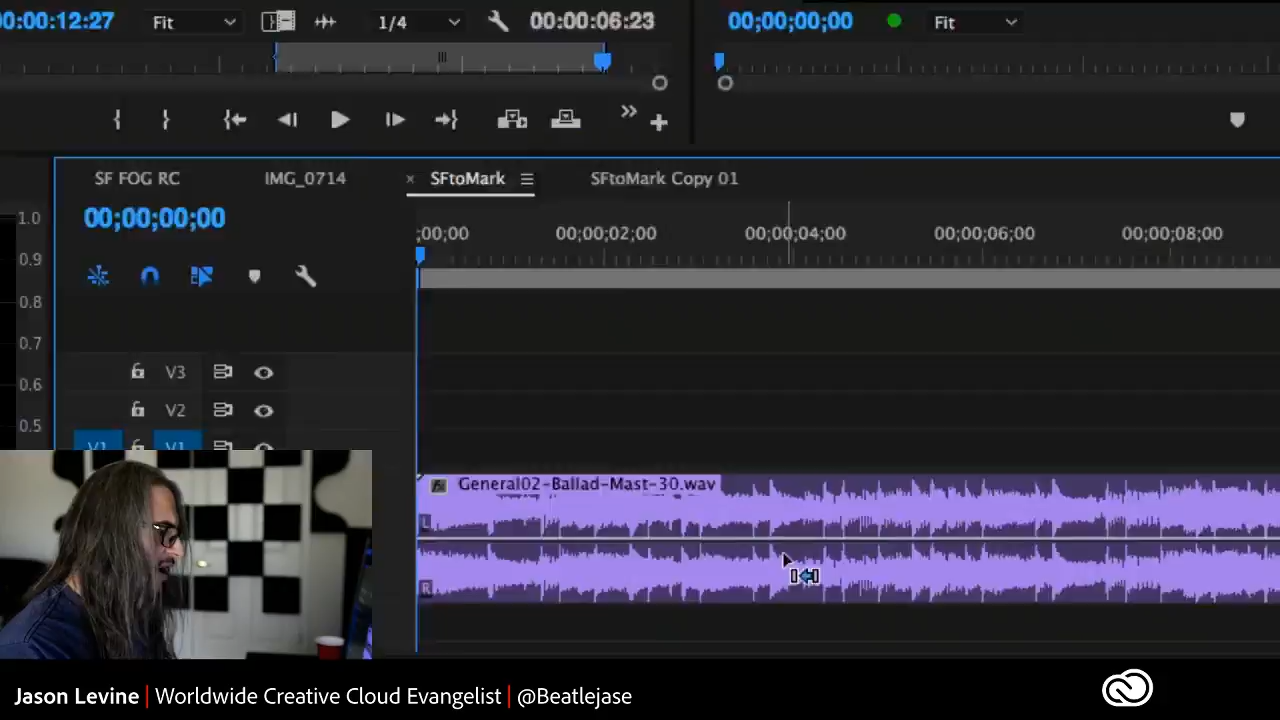 00:00:12:27 Fit 1/4 00:00:06:23 00;00;00;00 Fit
SF FOG RC IMG_0714 × SFtoMark SFtoMark Copy 01
00;00;00;00
;00;00 00;00;02;00 00;00;04;00 00;00;06;00 00;00;08;00
1.0
0.9
0.8
0.7
0.6
0.5
V3
V2
V1 V1
fx General02-Ballad-Mast-30.wav
L
R
Jason Levine | Worldwide Creative Cloud Evangelist | @Beatlejase